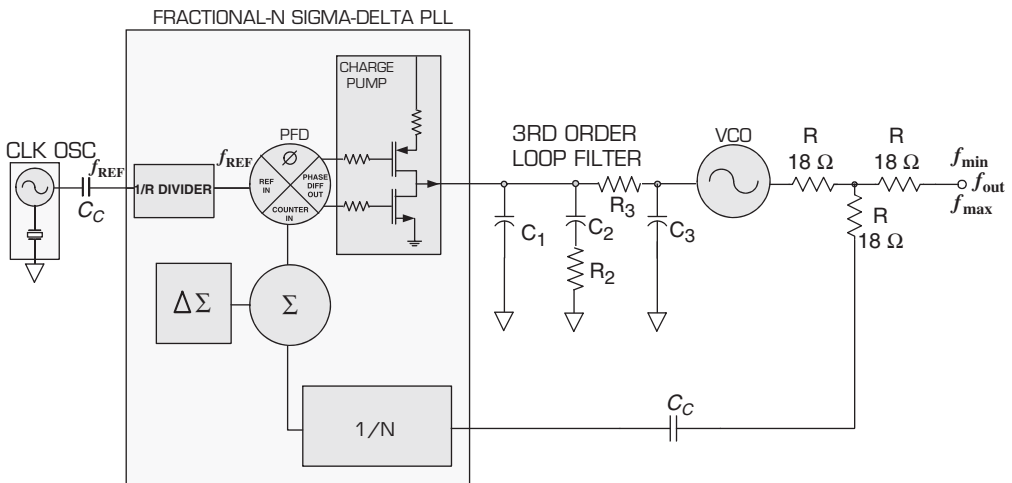 FRACTIONAL-N SIGMA-DELTA PLL
CHARGE
PUMP
PFD
Ø
REF
IN
PHASE
DIFF
OUT
COUNTER
IN
CLK OSC
fREF
CC
1/R DIVIDER
fREF
ΔΣ
Σ
1/N
3RD ORDER
LOOP FILTER
C1
C2
R2
R3
C3
VCO
R
18 Ω
R
18 Ω
R
18 Ω
fmin
fout
fmax
CC